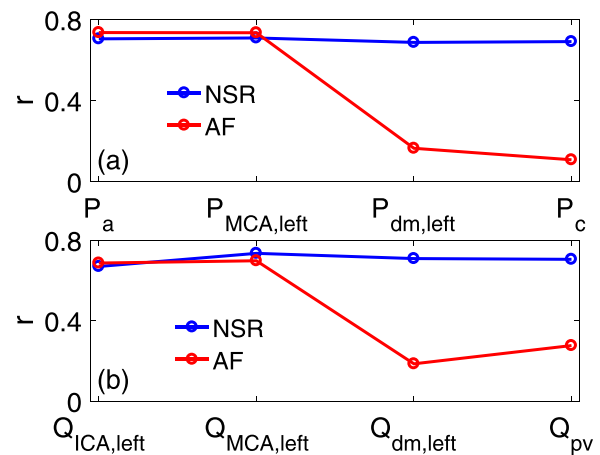 0.8
0.4
0
r
NSR
AF
(a)
P_a P_MCA,left P_dm,left P_c
0.8
0.4
0
r
NSR
AF
(b)
Q_ICA,left Q_MCA,left Q_dm,left Q_pv